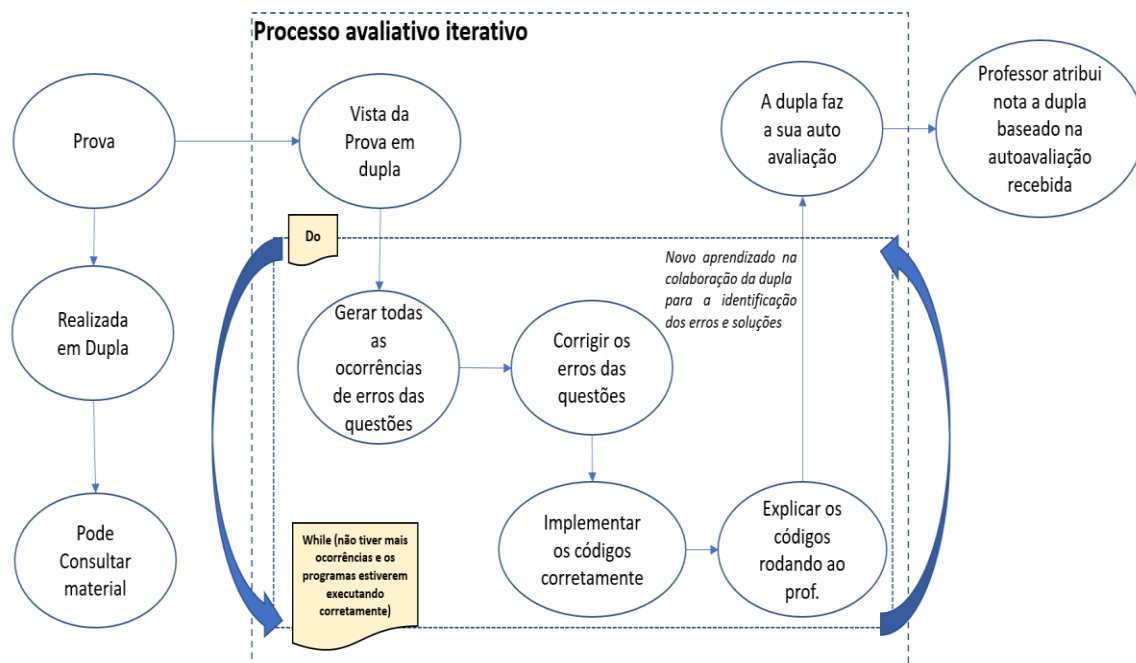 Processo avaliativo iterativo
Prova
Vista da
Prova em
dupla
A dupla faz
a sua auto
avaliação
Professor atribui
nota a dupla
baseado na
autoavaliação
recebida
Do
Novo aprendizado na
colaboração da dupla
para a identificação
dos erros e soluções
Realizada
em Dupla
Gerar todas
as
ocorrências
de erros das
questões
Corrigir os
erros das
questões
Pode
Consultar
material
While (não tiver mais
ocorrências e os
programas estiverem
executando
corretamente)
Implementar
os códigos
corretamente
Explicar os
códigos
rodando ao
prof.